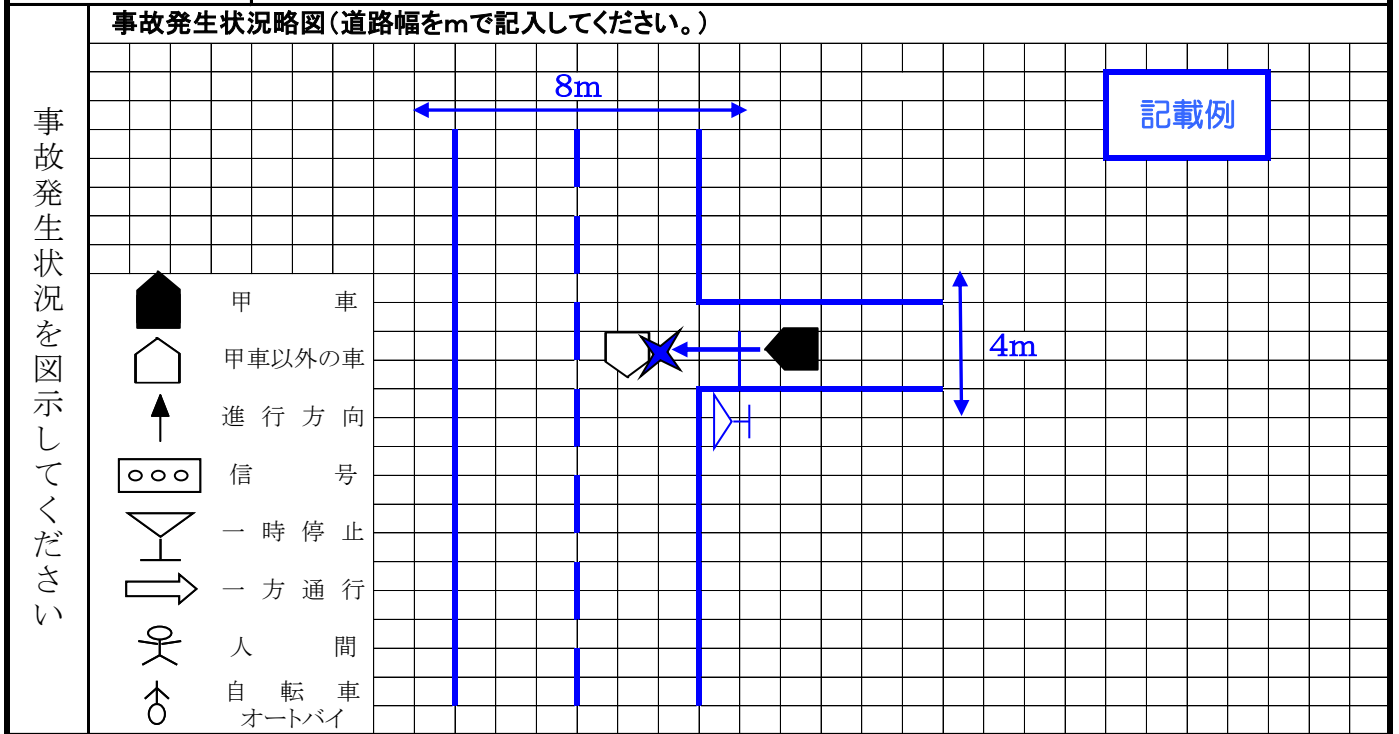 事故発生状況略図（道路幅をｍで記入してください。）
事故発生状況を図示してください
8m
記載例
4m
甲車
甲車以外の車
進行方向
信号
一時停止
一方通行
人間
自転車
オートバイ